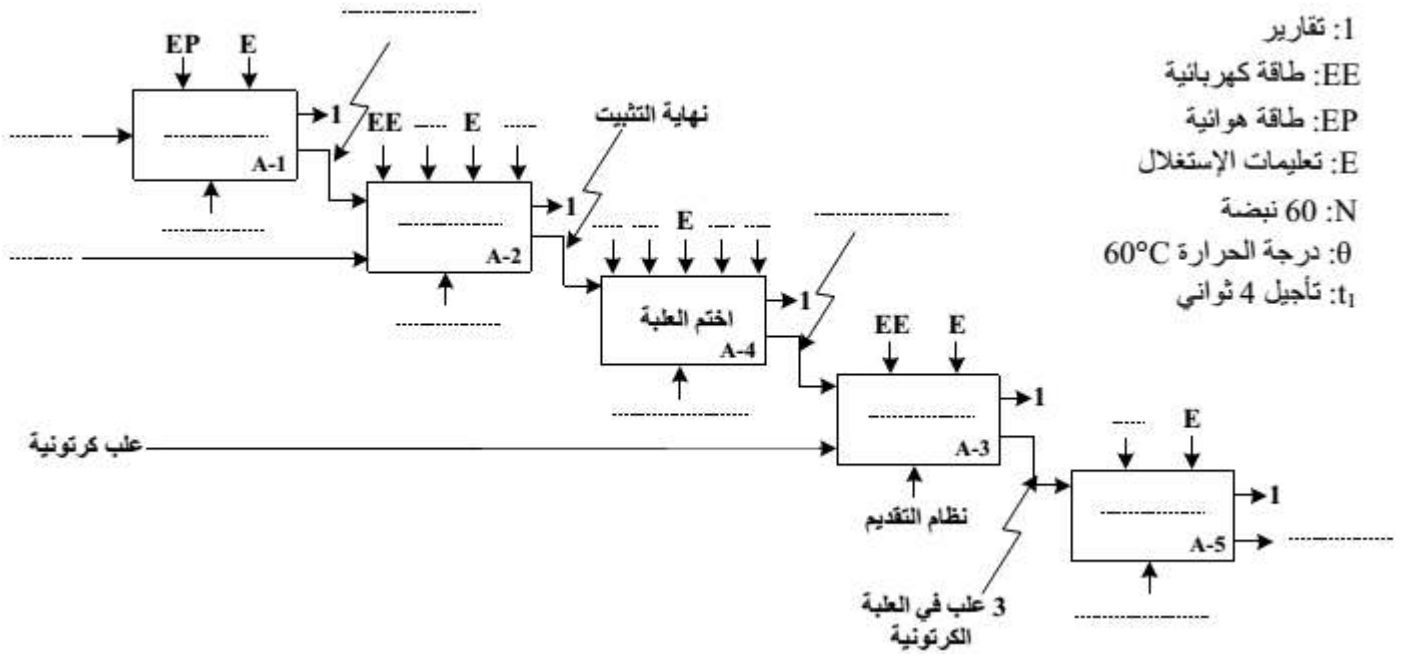 1: تقارير
EE: طاقة كهربائية
EP: طاقة هوائية
E: تعليمات الإستغلال
N: 60 نبضة
θ: درجة الحرارة 60°C
t₁: تأجيل 4 ثواني
EP E
1
A-1
EE E
نهاية التثبيت
1
A-2
E
1
اختم العلبة
A-4
EE E
1
علب كرتونية
A-3
نظام التقديم
E
1
A-5
3 علب في العلبة
الكرتونية